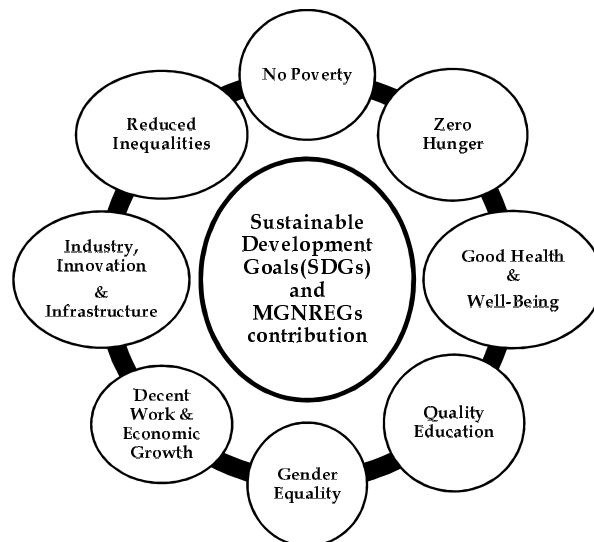 No Poverty
Zero
Hunger
Good Health
&
Well-Being
Quality
Education
Gender
Equality
Decent
Work &
Economic
Growth
Industry,
Innovation
&
Infrastructure
Reduced
Inequalities
Sustainable
Development
Goals(SDGs)
and
MGNREGs
contribution